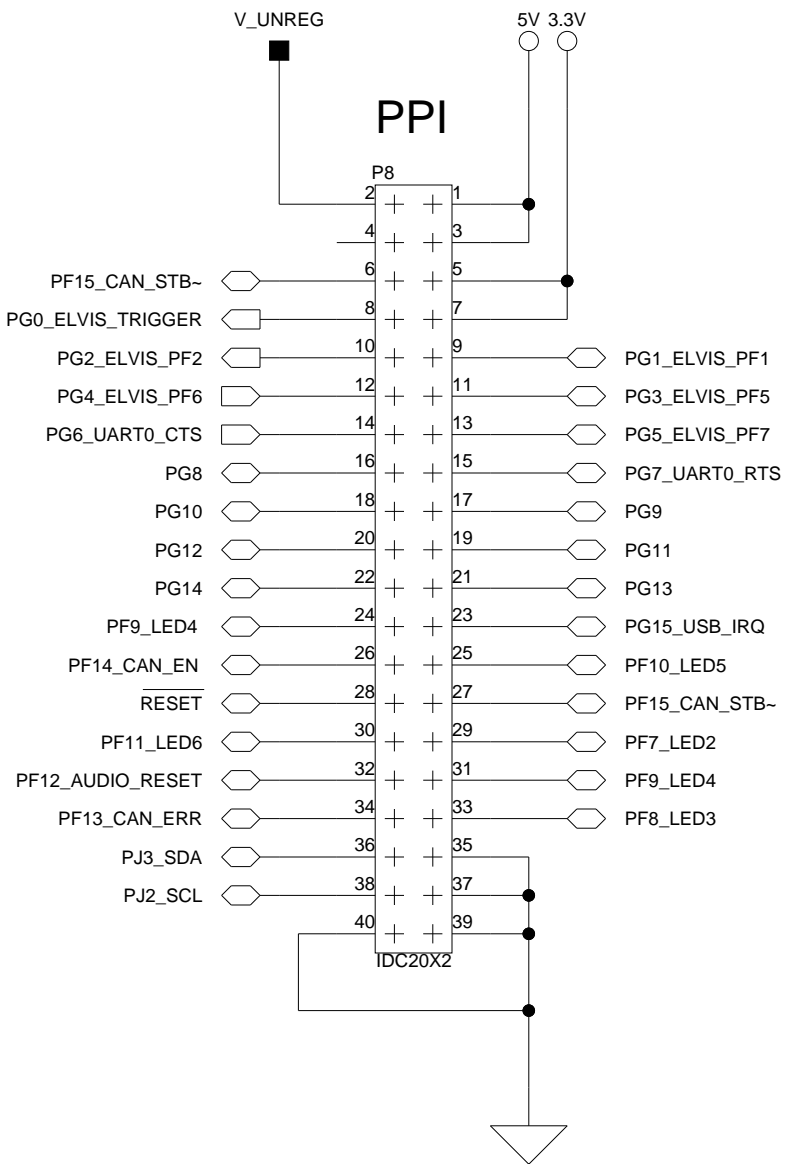 V_UNREG 5V 3.3V
PPI
P8
2 1
4 3
PF15_CAN_STB~ 6 5
PG0_ELVIS_TRIGGER 8 7
PG2_ELVIS_PF2 10 9 PG1_ELVIS_PF1
PG4_ELVIS_PF6 12 11 PG3_ELVIS_PF5
PG6_UART0_CTS 14 13 PG5_ELVIS_PF7
PG8 16 15 PG7_UART0_RTS
PG10 18 17 PG9
PG12 20 19 PG11
PG14 22 21 PG13
PF9_LED4 24 23 PG15_USB_IRQ
PF14_CAN_EN 26 25 PF10_LED5
RESET 28 27 PF15_CAN_STB~
PF11_LED6 30 29 PF7_LED2
PF12_AUDIO_RESET 32 31 PF9_LED4
PF13_CAN_ERR 34 33 PF8_LED3
PJ3_SDA 36 35
PJ2_SCL 38 37
40 39
IDC20X2